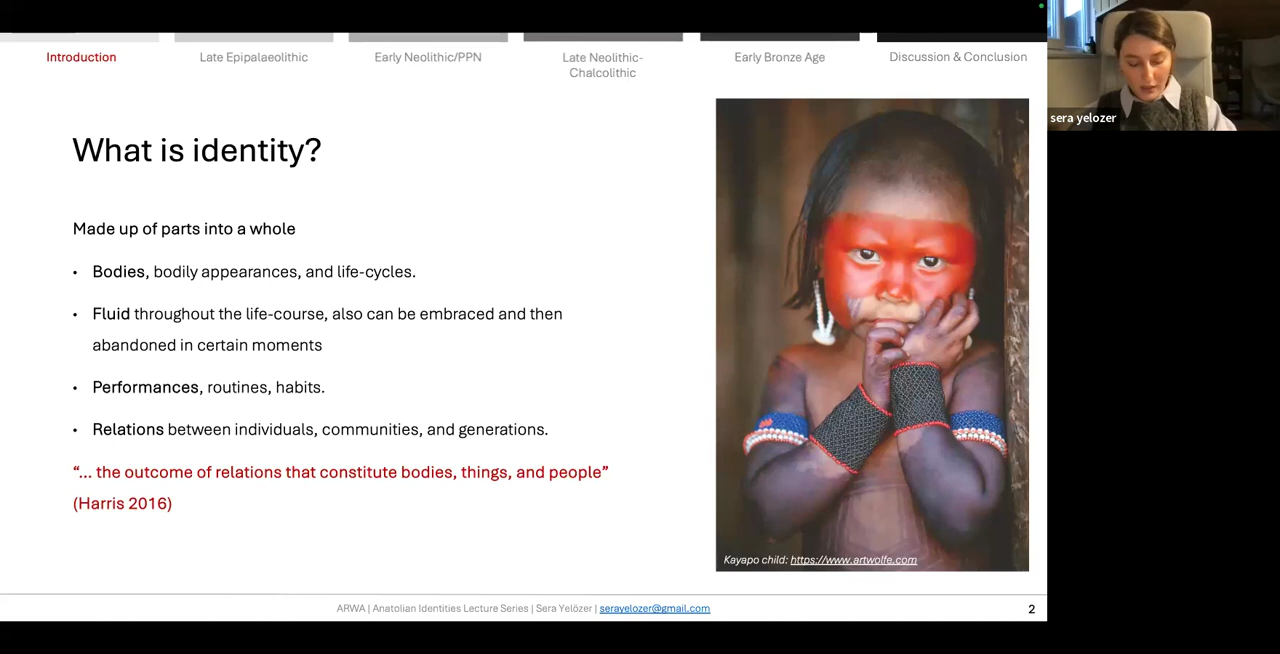 Introduction
Late Epipalaeolithic
Early Neolithic/PPN
Late Neolithic-
Chalcolithic
Early Bronze Age
Discussion & Conclusion
sera yelozer
What is identity?
Made up of parts into a whole
• Bodies, bodily appearances, and life-cycles.
• Fluid throughout the life-course, also can be embraced and then
abandoned in certain moments
• Performances, routines, habits.
• Relations between individuals, communities, and generations.
“... the outcome of relations that constitute bodies, things, and people”
(Harris 2016)
Kayapo child: https://www.artwolfe.com
ARWA | Anatolian Identities Lecture Series | Sera Yelözer | serayelozer@gmail.com
2